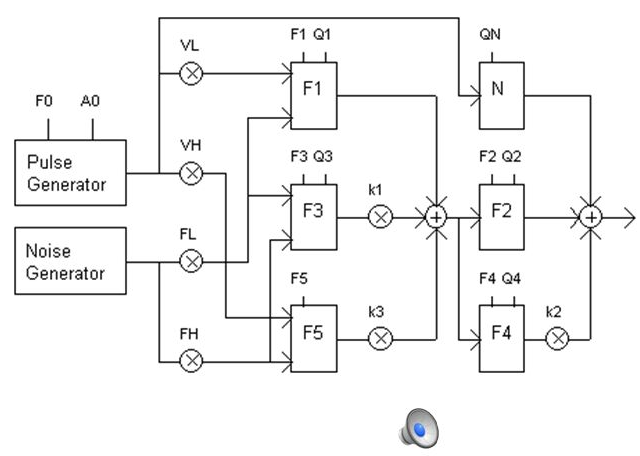 F1 Q1
QN
VL
F1
N
F0 A0
Pulse
Generator
VH
F3 Q3
F2 Q2
k1
F3
+
F2
+
FL
Noise
Generator
F5
F4 Q4
k3
k2
F5
F4
FH